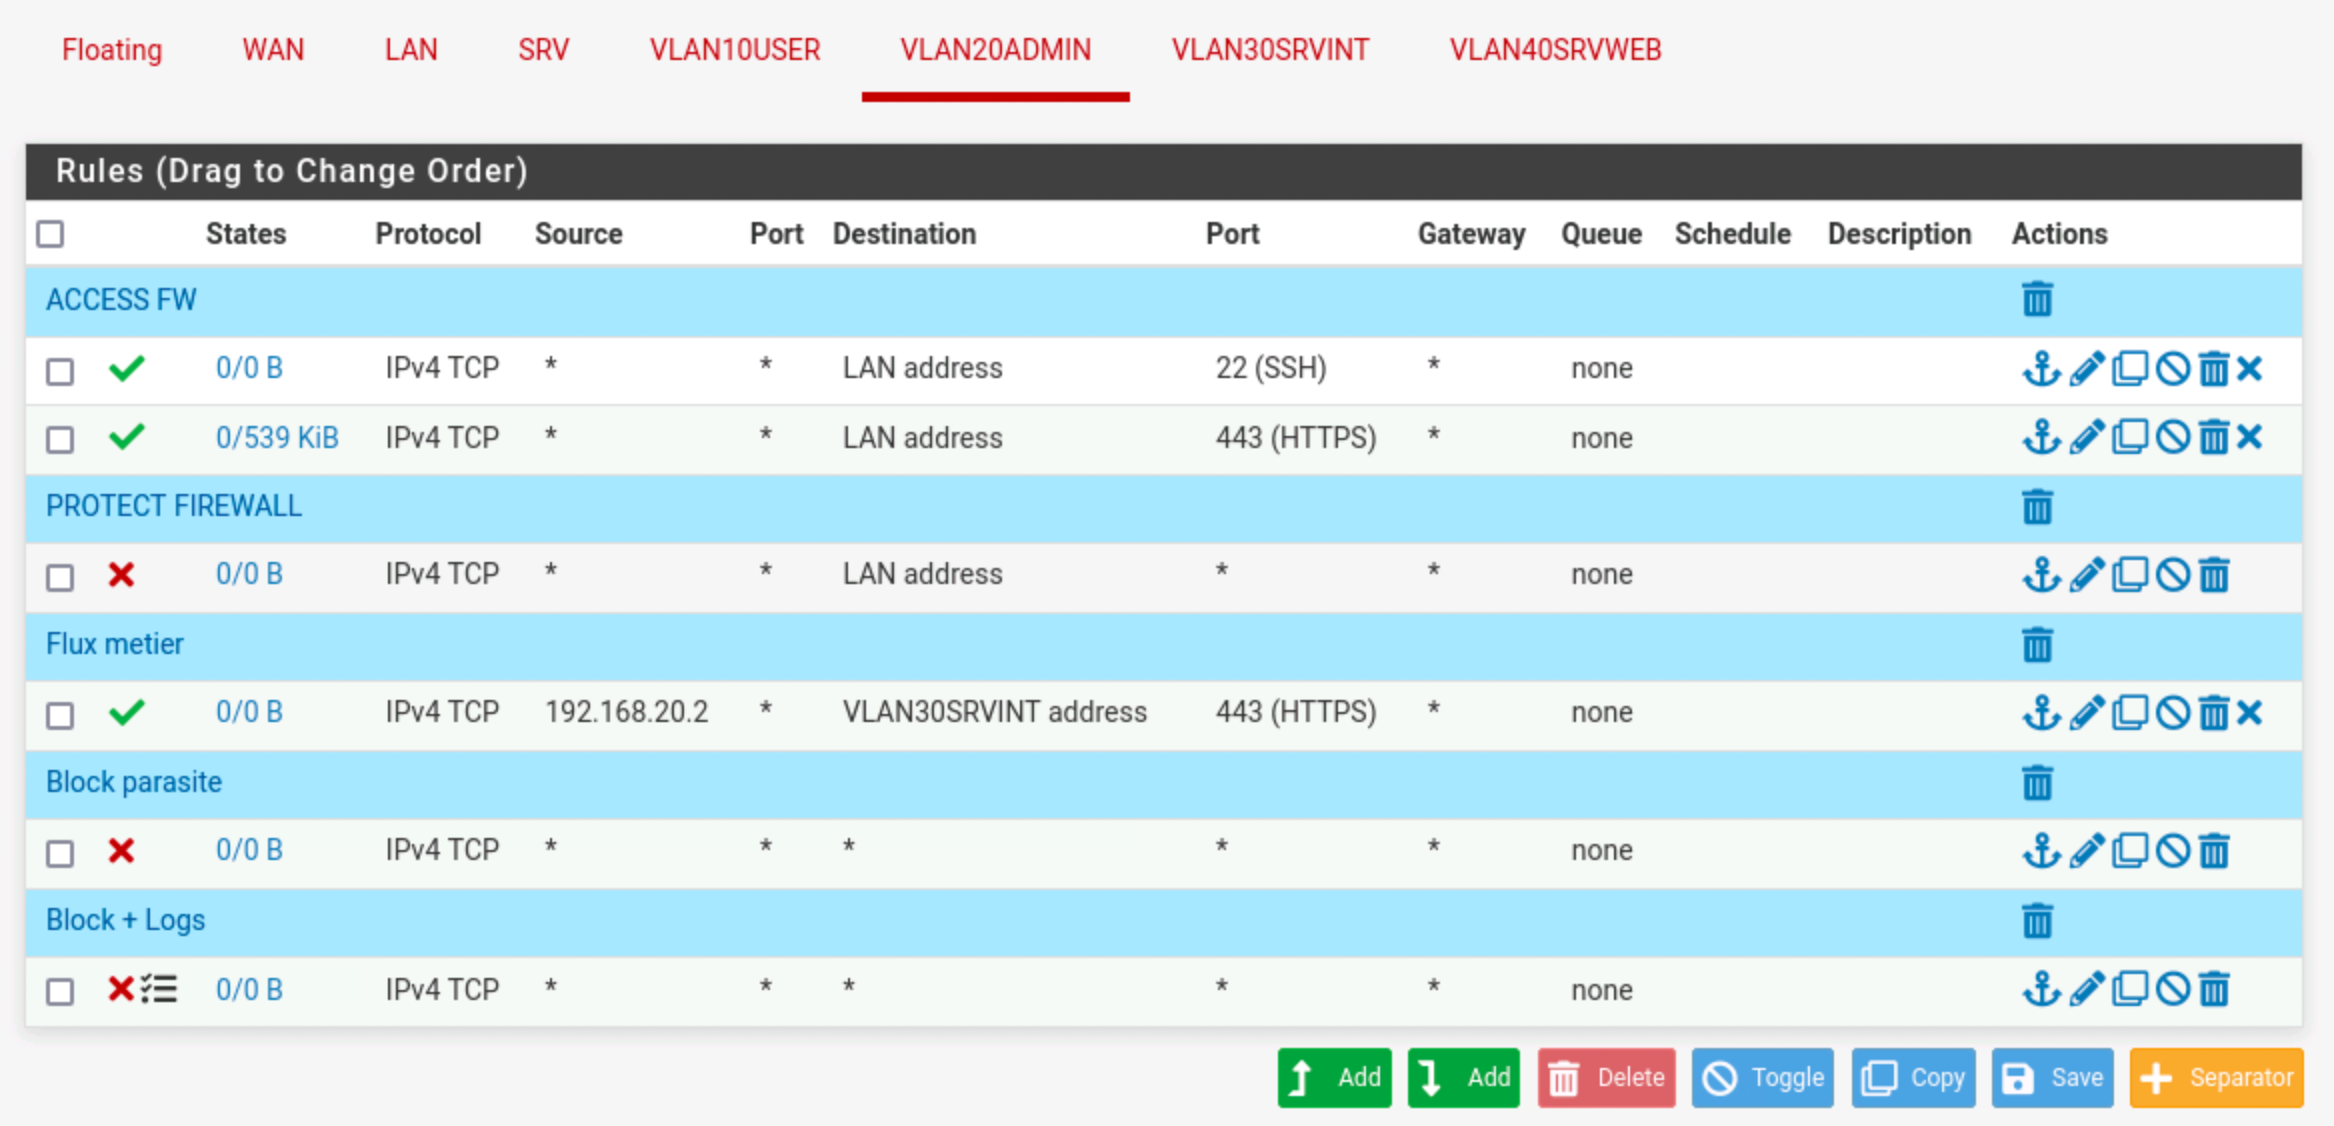 Floating WAN LAN SRV VLAN10USER VLAN20ADMIN VLAN30SRVINT VLAN40SRVWEB
Rules (Drag to Change Order)
States Protocol Source Port Destination Port Gateway Queue Schedule Description Actions
ACCESS FW
0/0 B IPv4 TCP * * LAN address 22 (SSH) * none
0/539 KiB IPv4 TCP * * LAN address 443 (HTTPS) * none
PROTECT FIREWALL
0/0 B IPv4 TCP * * LAN address * * none
Flux metier
0/0 B IPv4 TCP 192.168.20.2 * VLAN30SRVINT address 443 (HTTPS) * none
Block parasite
0/0 B IPv4 TCP * * * * * none
Block + Logs
0/0 B IPv4 TCP * * * * * none
Add Add Delete Toggle Copy Save Separator